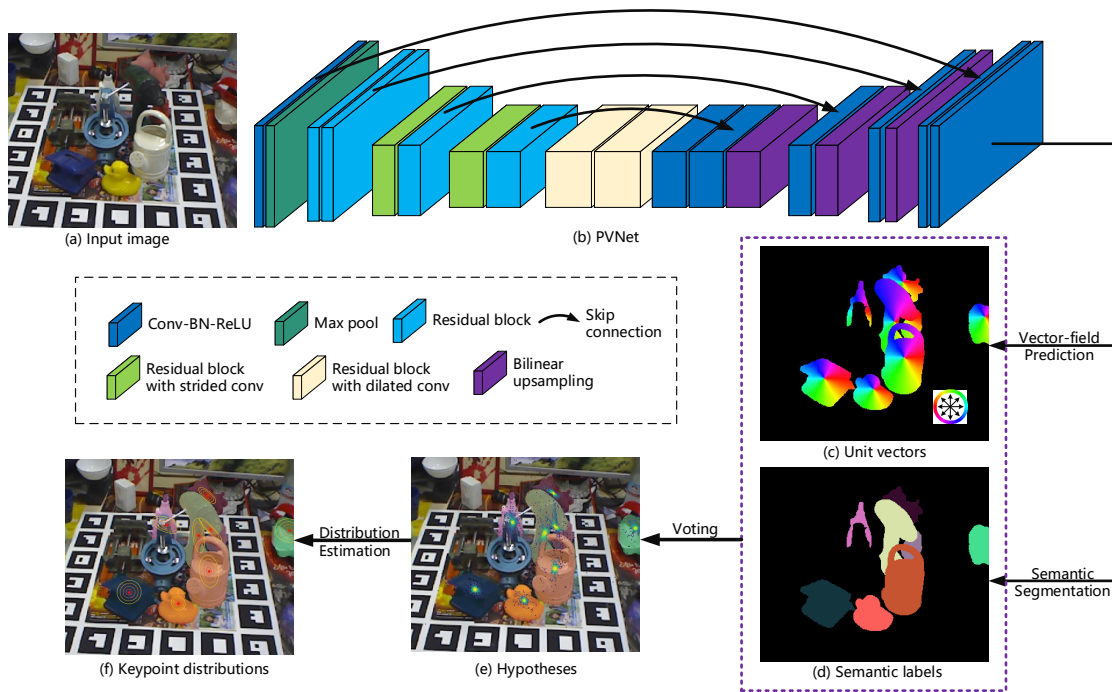 (a) Input image
(b) PVNet
Conv-BN-ReLU
Max pool
Residual block
Skip
connection
Residual block
with strided conv
Residual block
with dilated conv
Bilinear
upsampling
Vector-field
Prediction
(c) Unit vectors
Semantic
Segmentation
(d) Semantic labels
Voting
(e) Hypotheses
Distribution
Estimation
(f) Keypoint distributions